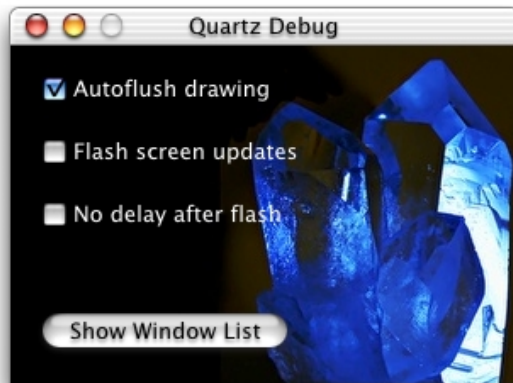 Quartz Debug
Autoflush drawing
Flash screen updates
No delay after flash
Show Window List